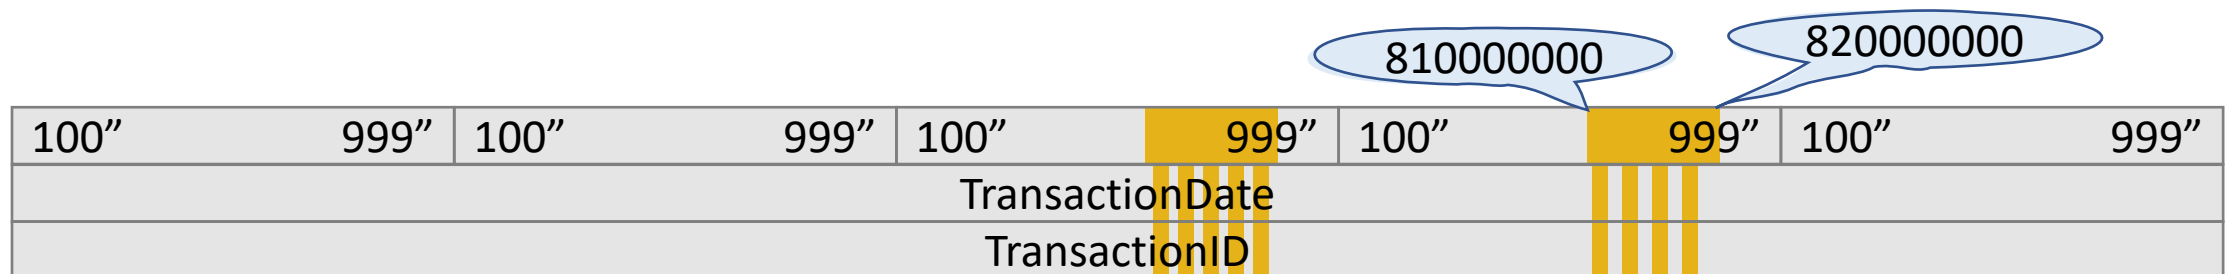 810000000
820000000
100” 999” 100” 999” 100” 999” 100” 999” 100” 999”
TransactionDate
TransactionID